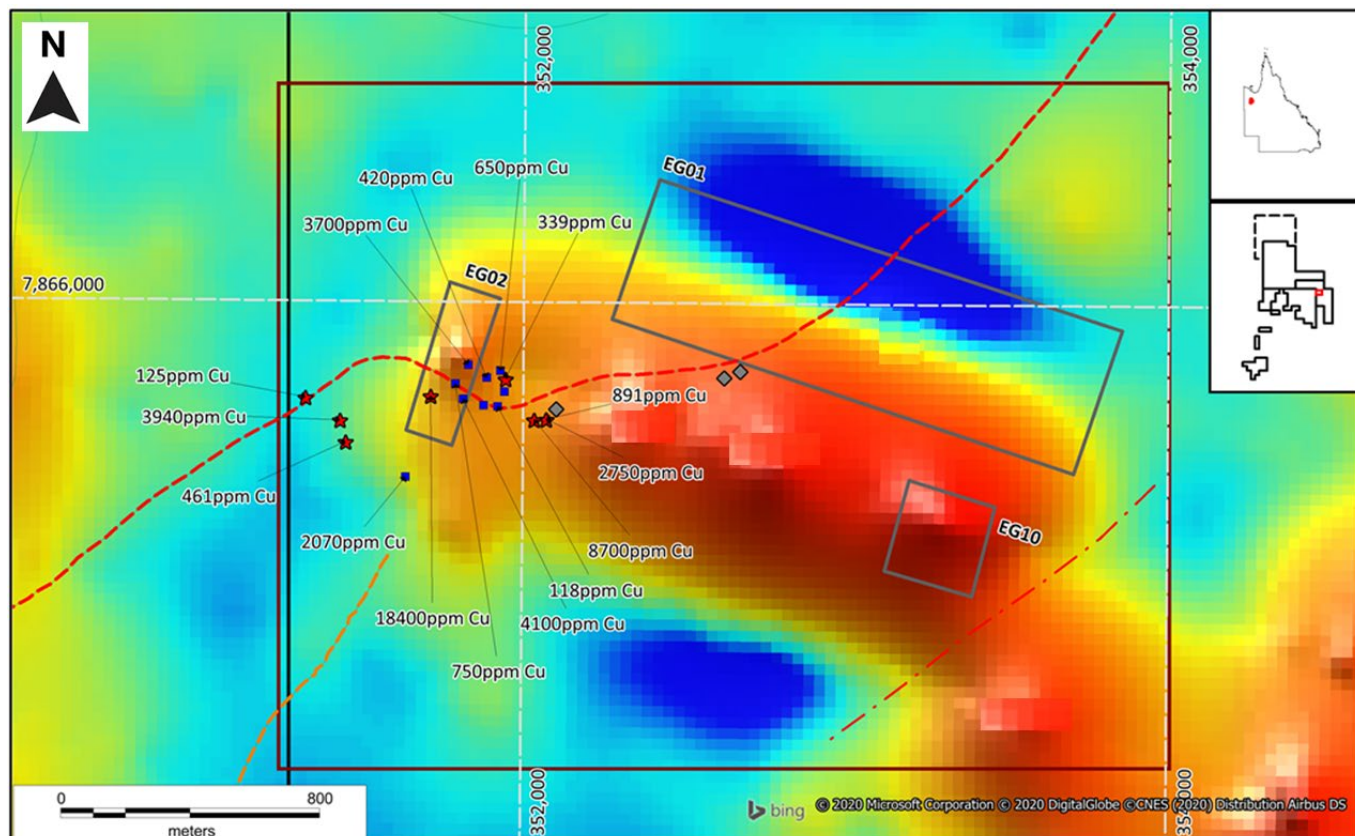 N
352,000
354,000
EG01
650ppm Cu
420ppm Cu
3700ppm Cu
339ppm Cu
EG02
7,866,000
125ppm Cu
3940ppm Cu
891ppm Cu
2750ppm Cu
461ppm Cu
2070ppm Cu
8700ppm Cu
EG10
118ppm Cu
18400ppm Cu
4100ppm Cu
750ppm Cu
352,000
354,000
0 800
meters
bing © 2020 Microsoft Corporation © 2020 DigitalGlobe ©CNES (2020) Distribution Airbus DS